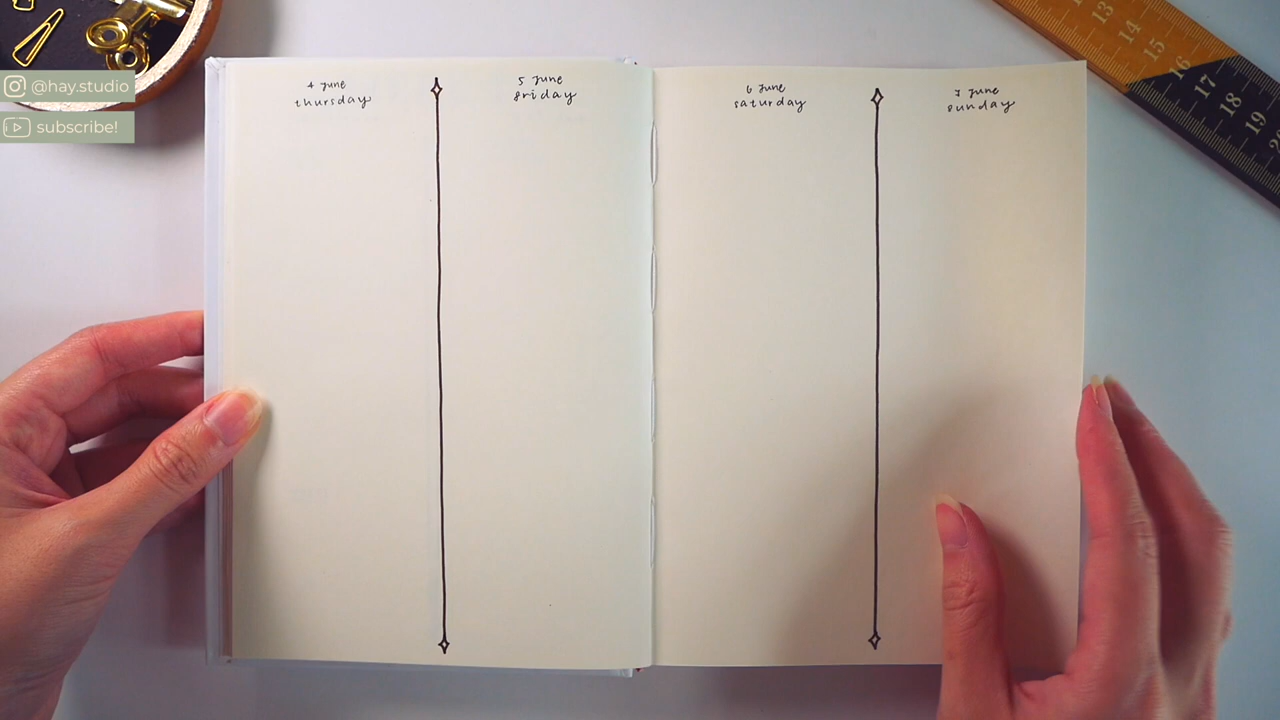 @hay.studio
subscribe!
4 June
thursday
5 June
friday
6 June
saturday
7 June
sunday
13
14
15
16
17
18
19